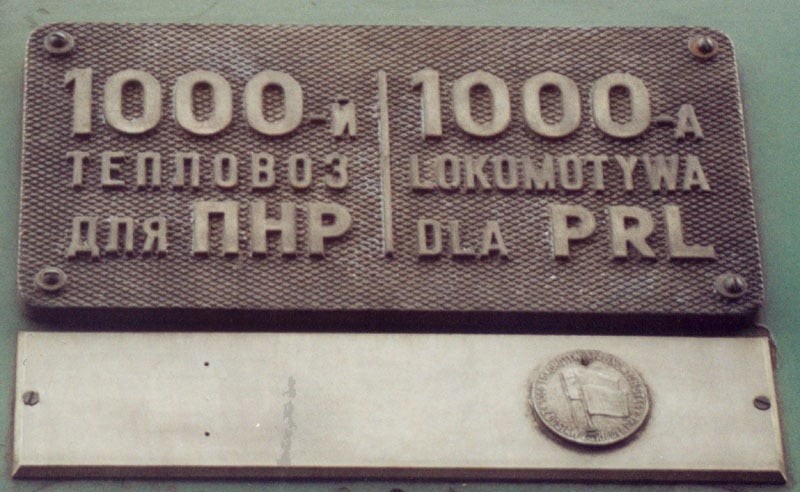 1000-й
ТЕПЛОВОЗ
ДЛЯ ПНР
1000-A
LOKOMOTYWA
DLA PRL